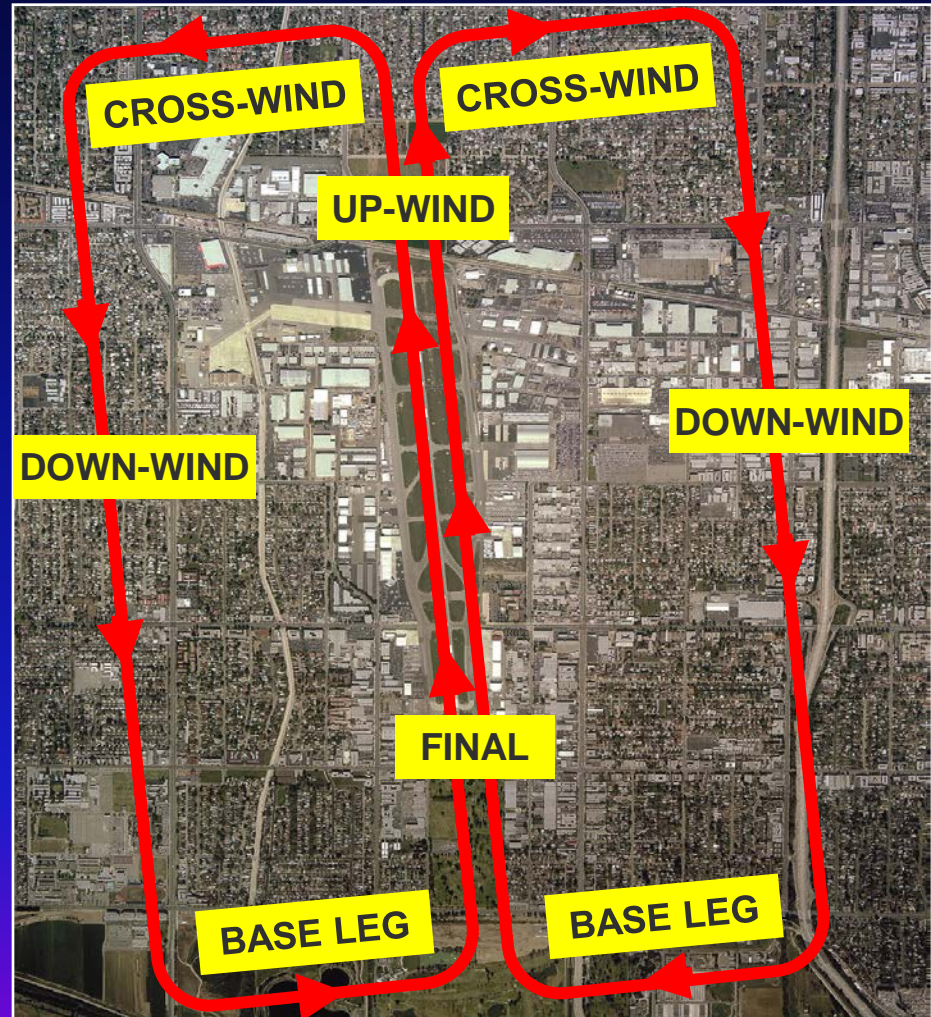 CROSS-WIND
CROSS-WIND
UP-WIND
DOWN-WIND
DOWN-WIND
FINAL
BASE LEG
BASE LEG